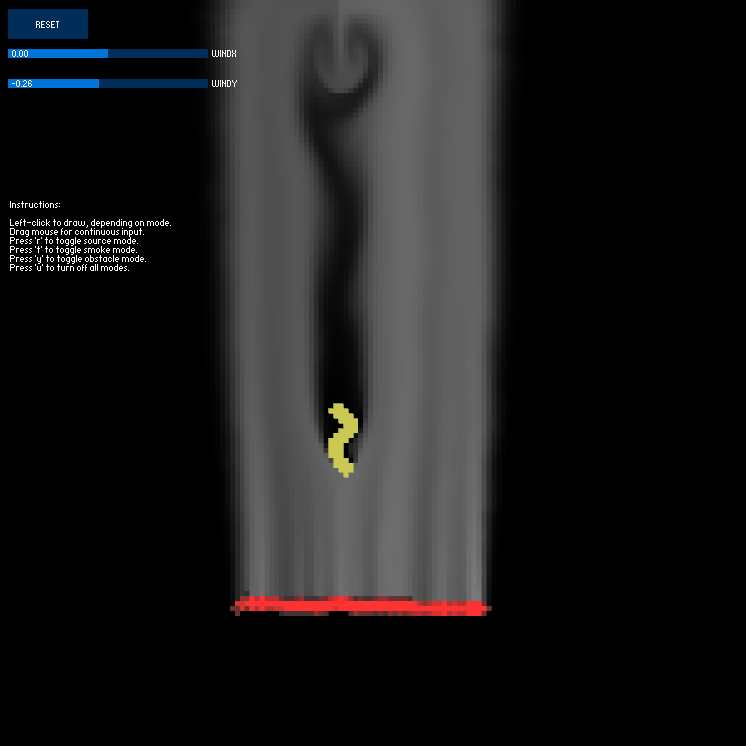 RESET
0.00 WINDX
-0.26 WINDY
Instructions:
Left-click to draw, depending on mode.
Drag mouse for continuous input.
Press 'r' to toggle source mode.
Press 't' to toggle smoke mode.
Press 'y' to toggle obstacle mode.
Press 'u' to turn off all modes.